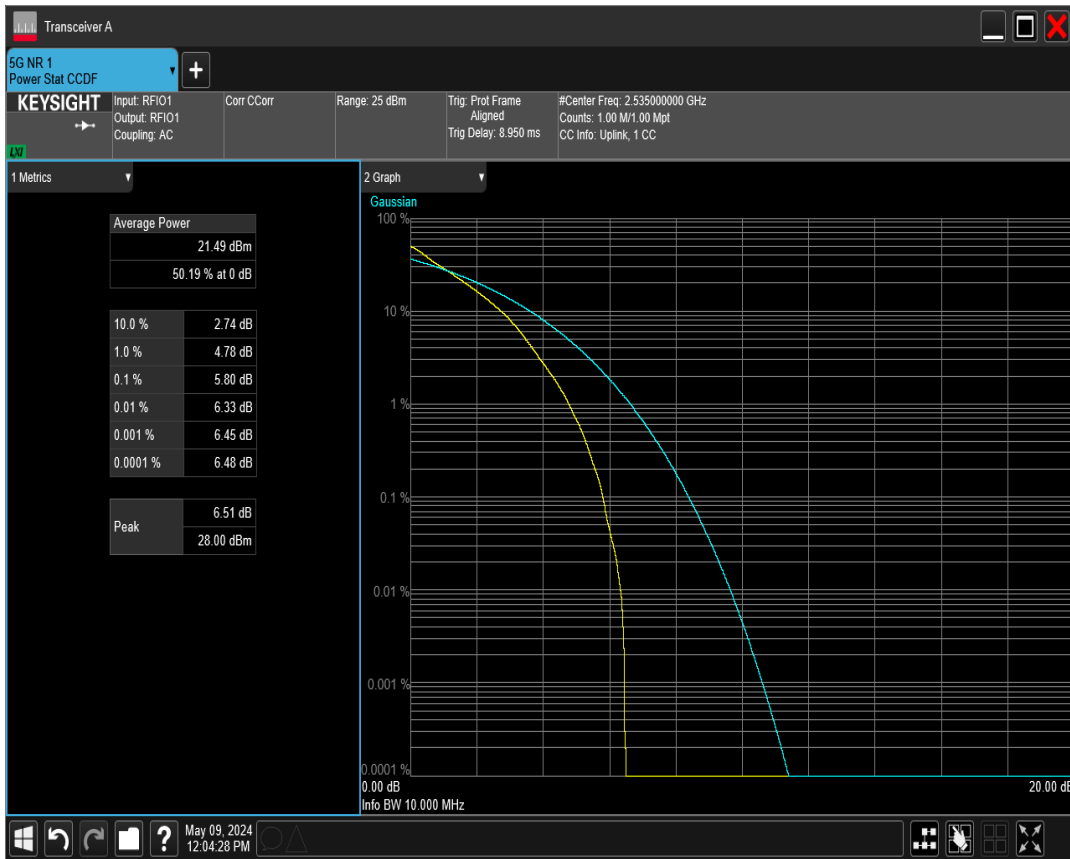 Transceiver A
5G NR 1
Power Stat CCDF
+
KEYSIGHT
LXI
Input: RFIO1
Output: RFIO1
Coupling: AC
Corr CCorr
Range: 25 dBm
Trig: Prot Frame
Aligned
Trig Delay: 8.950 ms
#Center Freq: 2.535000000 GHz
Counts: 1.00 M/1.00 Mpt
CC Info: Uplink, 1 CC
1 Metrics
Average Power
21.49 dBm
50.19 % at 0 dB
10.0 % 2.74 dB
1.0 % 4.78 dB
0.1 % 5.80 dB
0.01 % 6.33 dB
0.001 % 6.45 dB
0.0001 % 6.48 dB
Peak
6.51 dB
28.00 dBm
2 Graph
Gaussian
100 %
10 %
1 %
0.1 %
0.01 %
0.001 %
0.0001 %
0.00 dB
20.00 dB
Info BW 10.000 MHz
?
May 09, 2024
12:04:28 PM